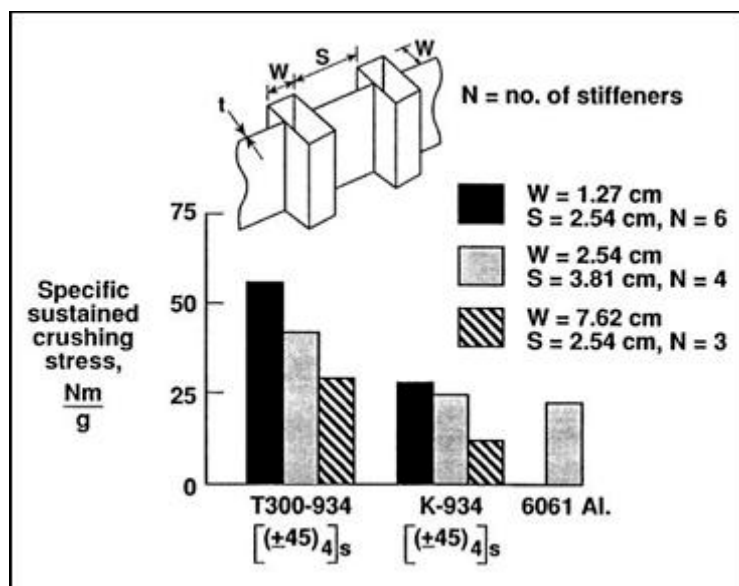 W
S
W
t
N = no. of stiffeners
W = 1.27 cm
S = 2.54 cm, N = 6
W = 2.54 cm
S = 3.81 cm, N = 4
W = 7.62 cm
S = 2.54 cm, N = 3
75
50
25
0
Specific
sustained
crushing
stress,
Nm
g
T300-934
[(±45)4]s
K-934
[(±45)4]s
6061 Al.